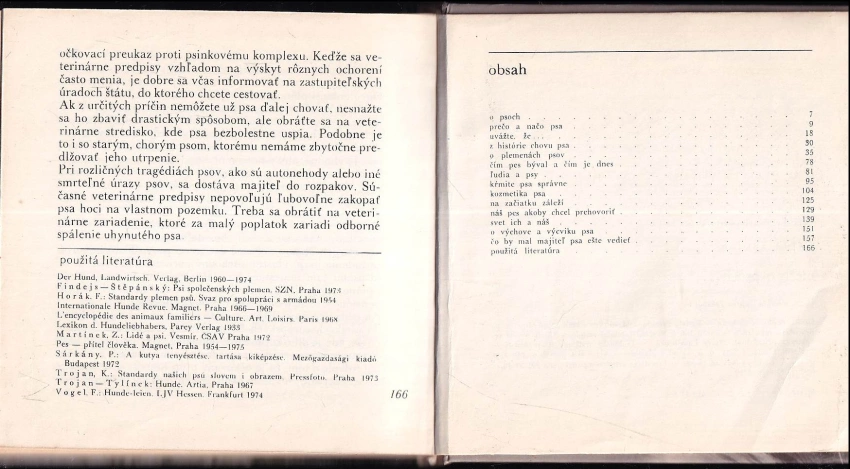 očkovací preukaz proti psinkovému komplexu. Keďže sa ve-
terinárne predpisy vzhľadom na výskyt rôznych ochorení
často menia, je dobre sa včas informovať na zastupiteľských
úradoch štátu, do ktorého chcete cestovať.
Ak z určitých príčin nemôžete už psa ďalej chovať, nesnažte
sa ho zbaviť drastickým spôsobom, ale obráťte sa na vete-
rinárne stredisko, kde psa bezbolestne uspia. Podobne je
to i so starým, chorým psom, ktorému nemáme zbytočne pre-
dlžovať jeho utrpenie.
Pri rozličných tragédiách psov, ako sú autonehody alebo iné
smrteľné úrazy psov, sa dostáva majiteľ do rozpakov. Sú-
časné veterinárne predpisy nepovoľujú ľubovoľne zakopať
psa hoci na vlastnom pozemku. Treba sa obrátiť na veteri-
nárne zariadenie, ktoré za malý poplatok zariadi odborné
spálenie uhynutého psa.
použitá literatúra
Der Hund, Landwirtsch. Verlag, Berlin 1960—1974
Findejs—Štěpánský: Psi společenských plemen. SZN, Praha 1973
Horák, F.: Standardy plemen psů. Svaz pro spolupráci s armádou 1954
Internationale Hunde Revue. Magnet. Praha 1966—1969
L'encyclopédie des animaux familiers — Culture. Art. Loisirs. Paris 1968
Lexikon d. Hundeliebhabers, Parey Verlag 1933
Martínek, Z.: Lidé a psi. Vesmír, ČSAV Praha 1972
Pes — přítel člověka. Magnet, Praha 1954—1975
Sárkány, P.: A kutya tenyésztése, tartása kiképzése. Mezőgazdasági kiadó
Budapest 1972
Trojan, K.: Standardy našich psů slovem i obrazem. Pressfoto. Praha 1973
Trojan—Tylínek: Hunde. Artia, Praha 1967
Vogel, F.: Hunde-leien. LJV Hessen. Frankfurt 1974
166
obsah
o psoch 7
prečo a načo psa 9
uvážte, že... 18
z histórie chovu psa 30
o plemenách psov 35
čím pes býval a čím je dnes 78
ľudia a psy 81
kŕmite psa správne 95
kozmetika psa 104
na začiatku záleží 125
náš pes akoby chcel prehovoriť 129
svet ich a náš 139
o výchove a výcviku psa 151
čo by mal majiteľ psa ešte vedieť 157
použitá literatúra 166